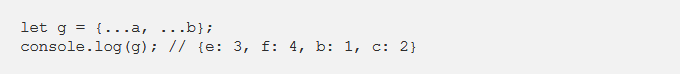 let g = {...a, ...b};
console.log(g); // {e: 3, f: 4, b: 1, c: 2}